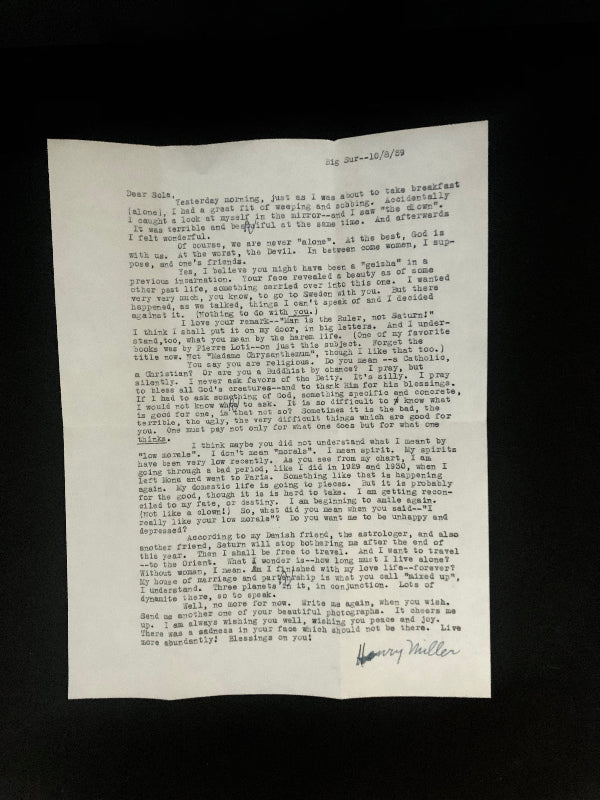 Big Sur--10/8/59
Dear Sola,
Yesterday morning, just as I was about to take breakfast
(alone), I had a great fit of weeping and sobbing. Accidentally
I caught a look at myself in the mirror--and I saw "the clown".
It was terrible and beautiful at the same time. And afterwards
I felt wonderful.
Of course, we are never "alone". At the best, God is
with us. At the worst, the Devil. In between come women, I sup-
pose, and one's friends.
Yes, I believe you might have been a "geisha" in a
previous incarnation. Your face revealed a beauty as of some
other past life, something carried over into this one. I wanted
very very much, you know, to go to Sweden with you. But there
happened, as we talked, things I can't speak of and I decided
against it. (Nothing to do with you.)
I love your remark--"Man is the Ruler, not Saturn!"
I think I shall put it on my door, in big letters. And I under-
stand,too, what you mean by the harem life. (One of my favorite
books was by Pierre Loti--on just this subject. Forget the
title now. Not "Madame Chrysanthemum", though I like that too.)
You say you are religious. Do you mean --a Catholic,
a Christian? Or are you a Buddhist by chance? I pray, but
silently. I never ask favors of the Deity. It's silly. I pray
to bless all God's creatures--and to thank Him for his blessings.
If I had to ask something of God, something specific and concrete,
I would not know what to ask. It is so difficult to know what
is good for one, is that not so? Sometimes it is the bad, the
terrible, the ugly, the very difficult things which are good for
you. One must pay not only for what one does but for what one
thinks.
I think maybe you did not understand what I meant by
"low morals". I don't mean "morals". I mean spirit. My spirits
have been very low recently. As you see from my chart, I am
going through a bad period, like I did in 1929 and 1930, when I
left Mona and went to Paris. Something like that is happening
again. My domestic life is going to pieces. But it is probably
for the good, though it is is hard to take. I am getting recon-
ciled to my fate, or destiny. I am beginning to smile again.
(Not like a clown!) So, what did you mean when you said--"I
really like your low morals"? Do you want me to be unhappy and
depressed?
According to my Danish friend, the astrologer, and also
another friend, Saturn will stop bothering me after the end of
this year. Then I shall be free to travel. And I want to travel
--to the Orient. What I wonder is--how long must I live alone?
Without woman, I mean. Am I finished with my love life--forever?
My house of marriage and partnership is what you call "mixed up",
I understand. Three planets in it, in conjunction. Lots of
dynamite there, so to speak.
Well, no more for now. Write me again, when you wish.
Send me another one of your beautiful photographs. It cheers me
up. I am always wishing you well, wishing you peace and joy.
There was a sadness in your face which should not be there. Live
more abundantly! Blessings on you!
Henry Miller